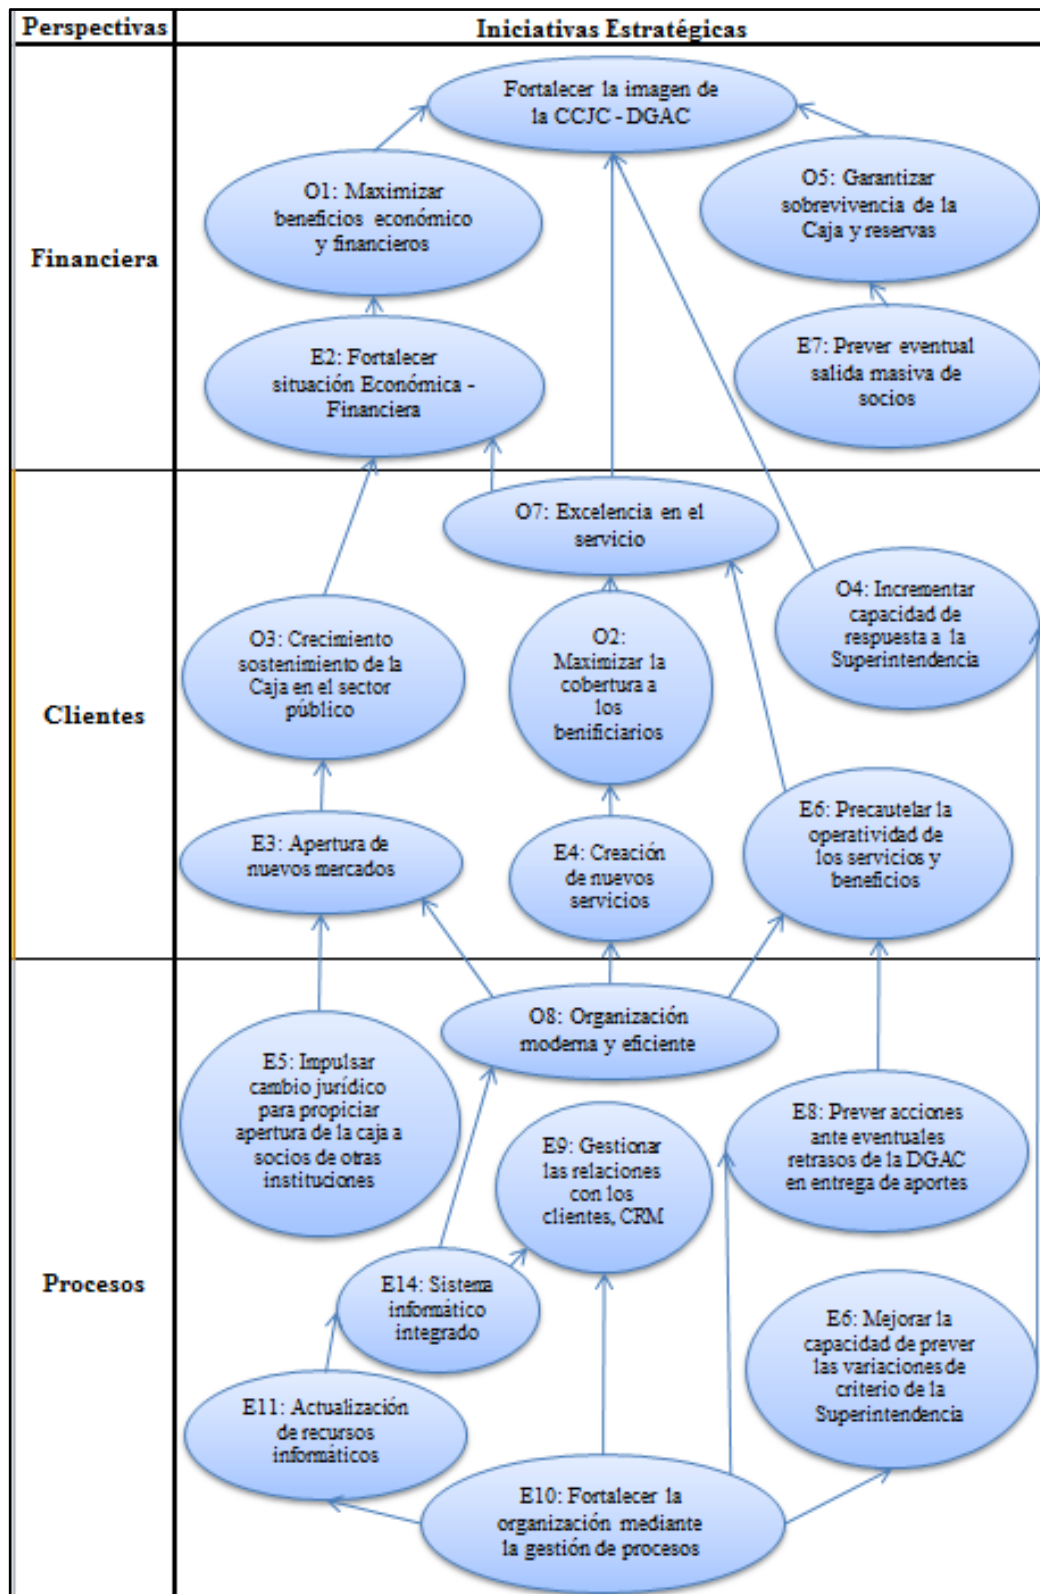 Perspectivas
Iniciativas Estratégicas
Financiera
Fortalecer la imagen de
la CCJC - DGAC
O1: Maximizar
beneficios económico
y financieros
O5: Garantizar
sobrevivencia de la
Caja y reservas
E2: Fortalecer
situación Económica -
Financiera
E7: Prever eventual
salida masiva de
socios
Clientes
O7: Excelencia en el
servicio
O4: Incrementar
capacidad de
respuesta a la
Superintendencia
O3: Crecimiento
sostenimiento de la
Caja en el sector
público
O2:
Maximizar la
cobertura a
los
benificiarios
E3: Apertura de
nuevos mercados
E4: Creación
de nuevos
servicios
E6: Precautelar la
operatividad de
los servicios y
beneficios
Procesos
O8: Organización
moderna y eficiente
E5: Impulsar
cambio jurídico
para propiciar
apertura de la caja a
socios de otras
instituciones
E9: Gestionar
las relaciones
con los
clientes, CRM
E8: Prever acciones
ante eventuales
retrasos de la DGAC
en entrega de aportes
E14: Sistema
informático
integrado
E6: Mejorar la
capacidad de prever
las variaciones de
criterio de la
Superintendencia
E11: Actualización
de recursos
informáticos
E10: Fortalecer la
organización mediante
la gestión de procesos